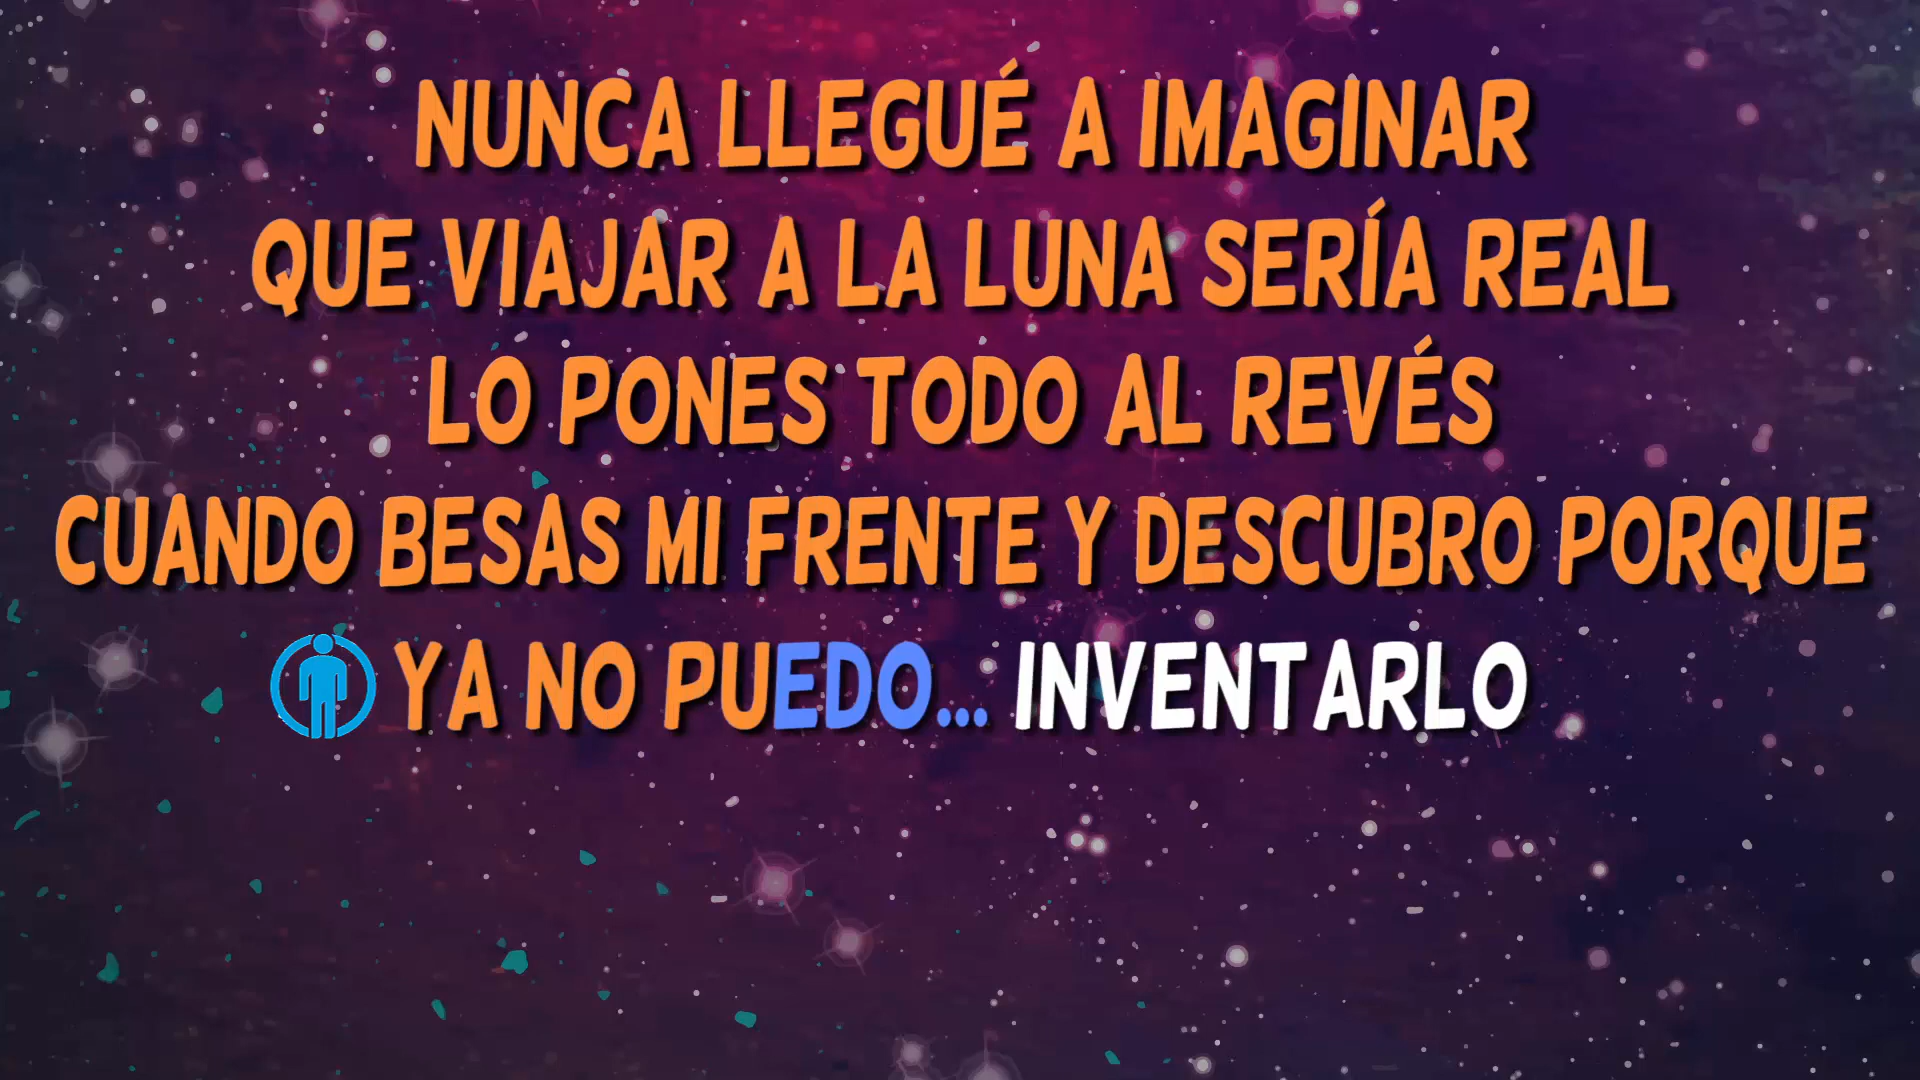 NUNCA LLEGUÉ A IMAGINAR
QUE VIAJAR A LA LUNA SERÍA REAL
LO PONES TODO AL REVÉS
CUANDO BESAS MI FRENTE Y DESCUBRO PORQUE
YA NO PUEDO... INVENTARLO